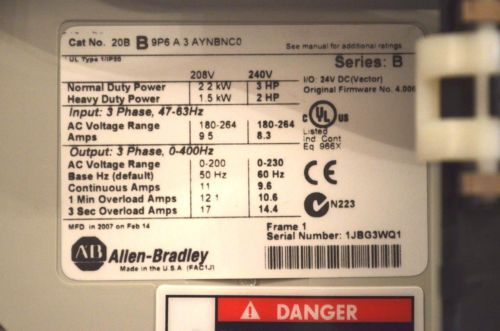 Cat No. 20B B 9P6 A 3 AYNBNC0 See manual for additional ratings
UL Type 1/IP20
Series: B
208V 240V I/O: 24V DC(Vector)
Normal Duty Power 2.2 kW 3 HP Original Firmware No. 4.006
Heavy Duty Power 1.5 kW 2 HP
Input: 3 Phase, 47-63Hz
AC Voltage Range 180-264 180-264
Amps 9.5 8.3
c UL US
Listed
Ind Cont
Eq 966X
Output: 3 Phase, 0-400Hz
AC Voltage Range 0-200 0-230
Base Hz (default) 50 Hz 60 Hz
Continuous Amps 11 9.6
1 Min Overload Amps 12.1 10.6
3 Sec Overload Amps 17 14.4
CE
N223
MFD. in 2007 on Feb 14
Frame 1
Serial Number: 1JBG3WQ1
AB Allen-Bradley
Made in the U.S.A. (FAC1J)
DANGER